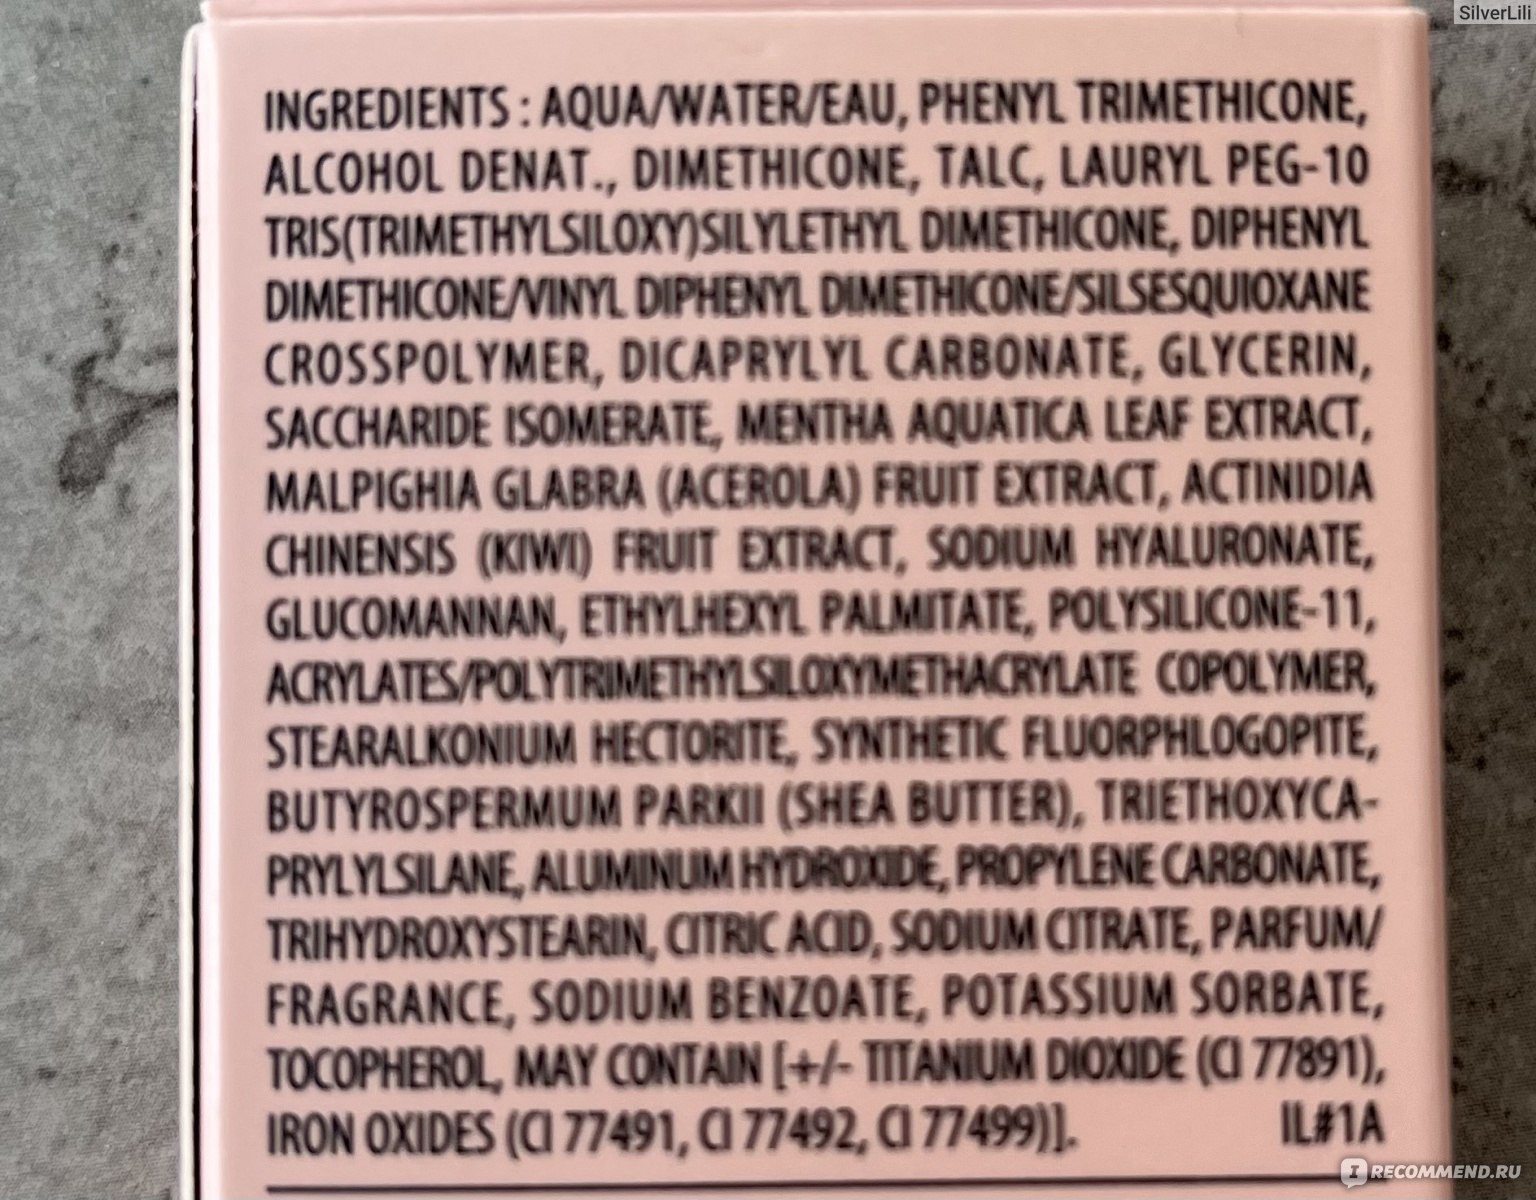 SilverLili
INGREDIENTS : AQUA/WATER/EAU, PHENYL TRIMETHICONE,
ALCOHOL DENAT., DIMETHICONE, TALC, LAURYL PEG-10
TRIS(TRIMETHYLSILOXY)SILYLETHYL DIMETHICONE, DIPHENYL
DIMETHICONE/VINYL DIPHENYL DIMETHICONE/SILSESQUIOXANE
CROSSPOLYMER, DICAPRYLYL CARBONATE, GLYCERIN,
SACCHARIDE ISOMERATE, MENTHA AQUATICA LEAF EXTRACT,
MALPIGHIA GLABRA (ACEROLA) FRUIT EXTRACT, ACTINIDIA
CHINENSIS (KIWI) FRUIT EXTRACT, SODIUM HYALURONATE,
GLUCOMANNAN, ETHYLHEXYL PALMITATE, POLYSILICONE-11,
ACRYLATES/POLYTRIMETHYLSILOXYMETHACRYLATE COPOLYMER,
STEARALKONIUM HECTORITE, SYNTHETIC FLUORPHLOGOPITE,
BUTYROSPERMUM PARKII (SHEA BUTTER), TRIETHOXYCA-
PRYLYLSILANE, ALUMINUM HYDROXIDE, PROPYLENE CARBONATE,
TRIHYDROXYSTEARIN, CITRIC ACID, SODIUM CITRATE, PARFUM/
FRAGRANCE, SODIUM BENZOATE, POTASSIUM SORBATE,
TOCOPHEROL, MAY CONTAIN [+/- TITANIUM DIOXIDE (CI 77891),
IRON OXIDES (CI 77491, CI 77492, CI 77499)]. IL#1A
I RECOMMEND.RU